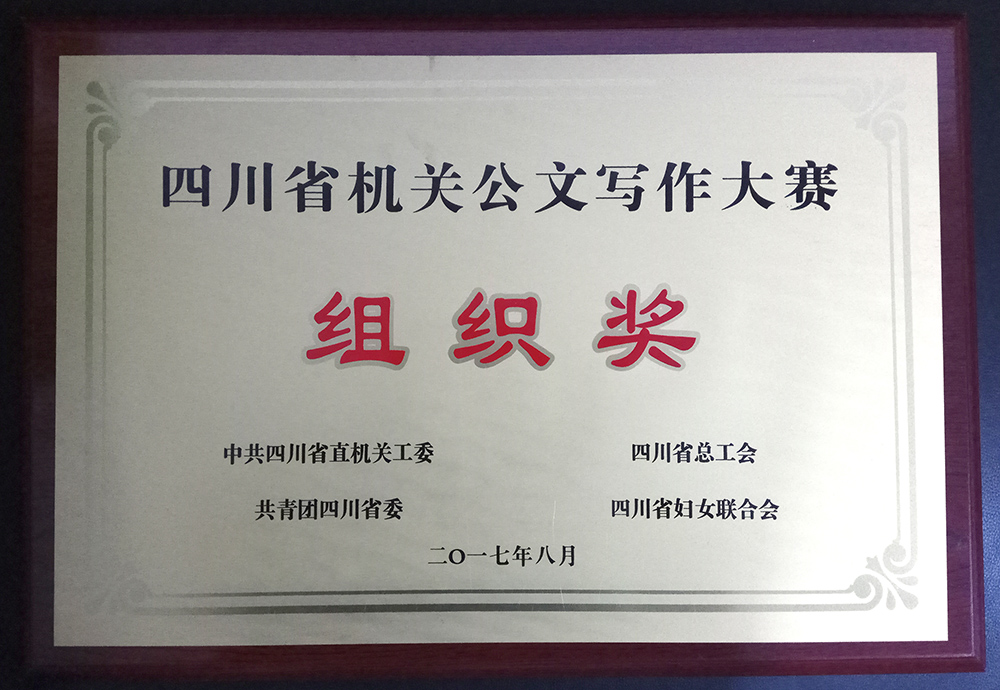 四川省机关公文写作大赛
组织奖
中共四川省直机关工委 四川省总工会
共青团四川省委 四川省妇女联合会
二〇一七年八月